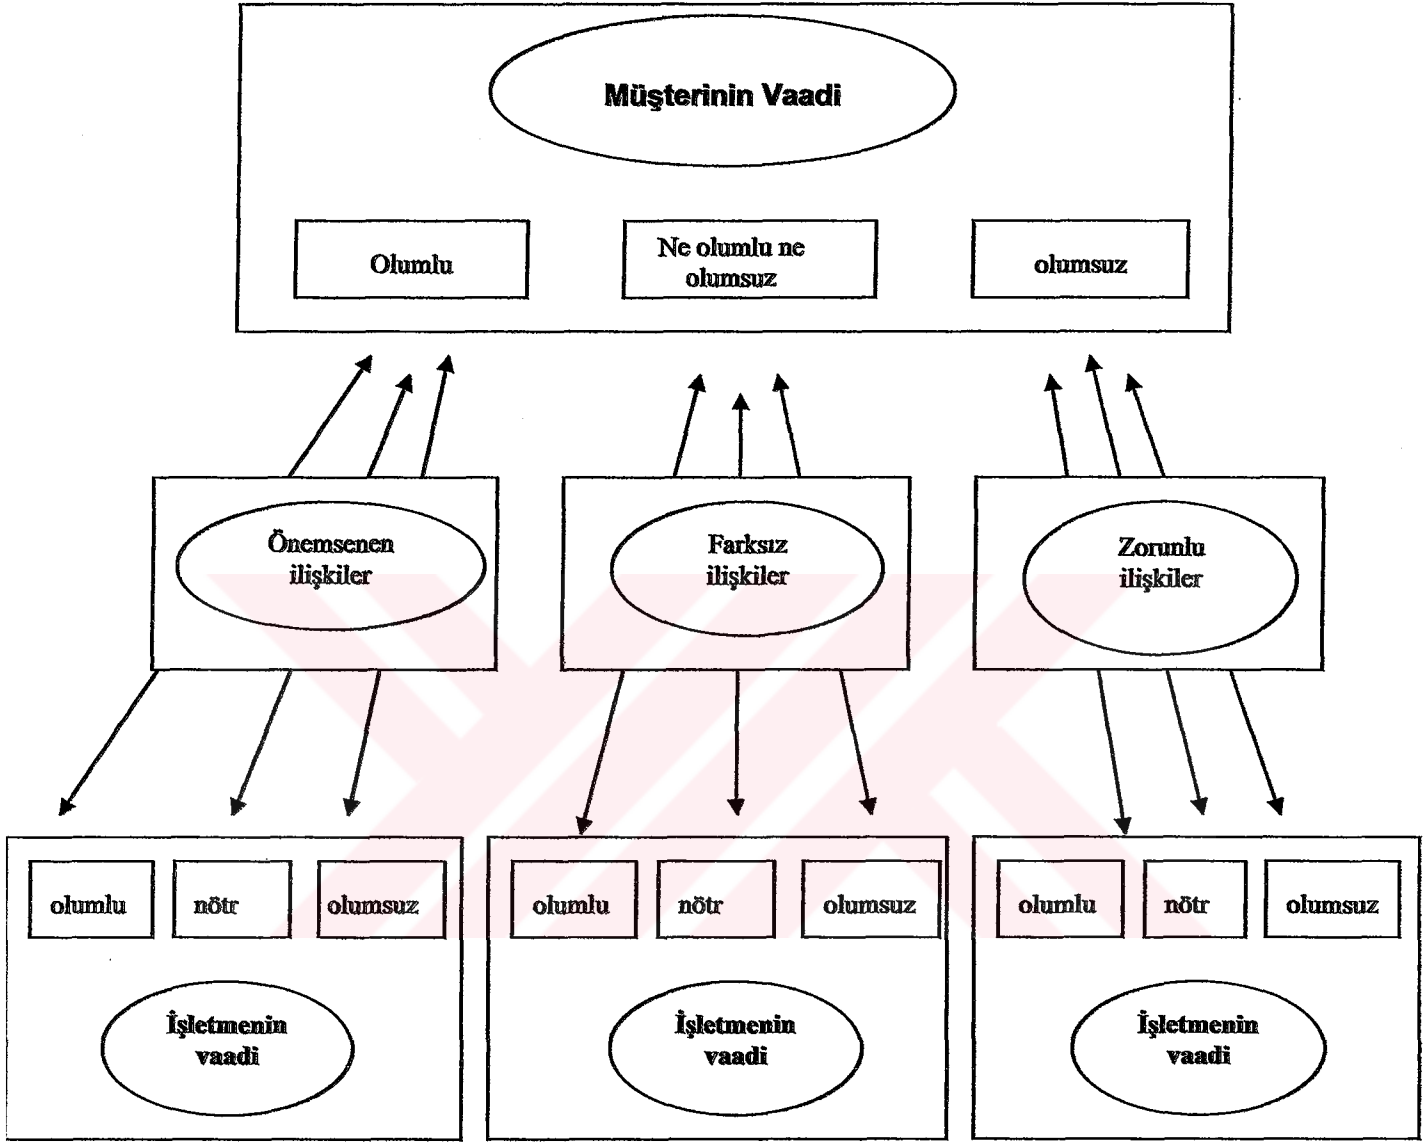 Müşterinin Vaadi
Olumlu
Ne olumlu ne
olumsuz
olumsuz
Önemsenen
ilişkiler
Farksız
ilişkiler
Zorunlu
ilişkiler
olumlu
nötr
olumsuz
olumlu
nötr
olumsuz
olumlu
nötr
olumsuz
İşletmenin
vaadi
İşletmenin
vaadi
İşletmenin
vaadi